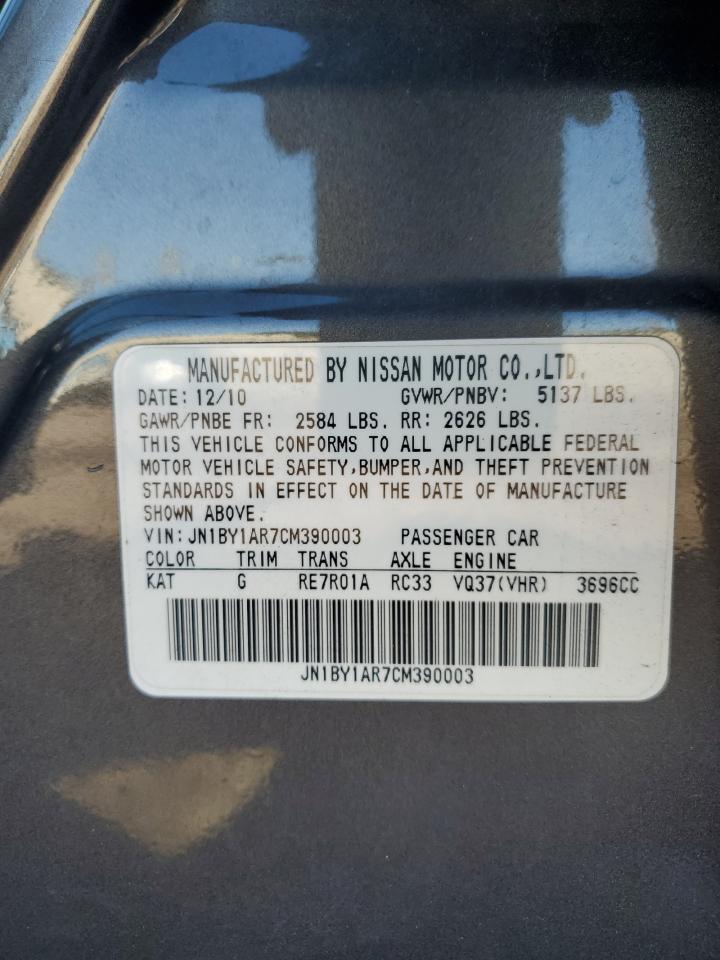 MANUFACTURED BY NISSAN MOTOR CO.,LTD.
DATE: 12/10 GVWR/PNBV: 5137 LBS.
GAWR/PNBE FR: 2584 LBS. RR: 2626 LBS.
THIS VEHICLE CONFORMS TO ALL APPLICABLE FEDERAL
MOTOR VEHICLE SAFETY,BUMPER,AND THEFT PREVENTION
STANDARDS IN EFFECT ON THE DATE OF MANUFACTURE
SHOWN ABOVE.
VIN: JN1BY1AR7CM390003 PASSENGER CAR
COLOR TRIM TRANS AXLE ENGINE
KAT G RE7R01A RC33 VQ37(VHR) 3696CC
JN1BY1AR7CM390003